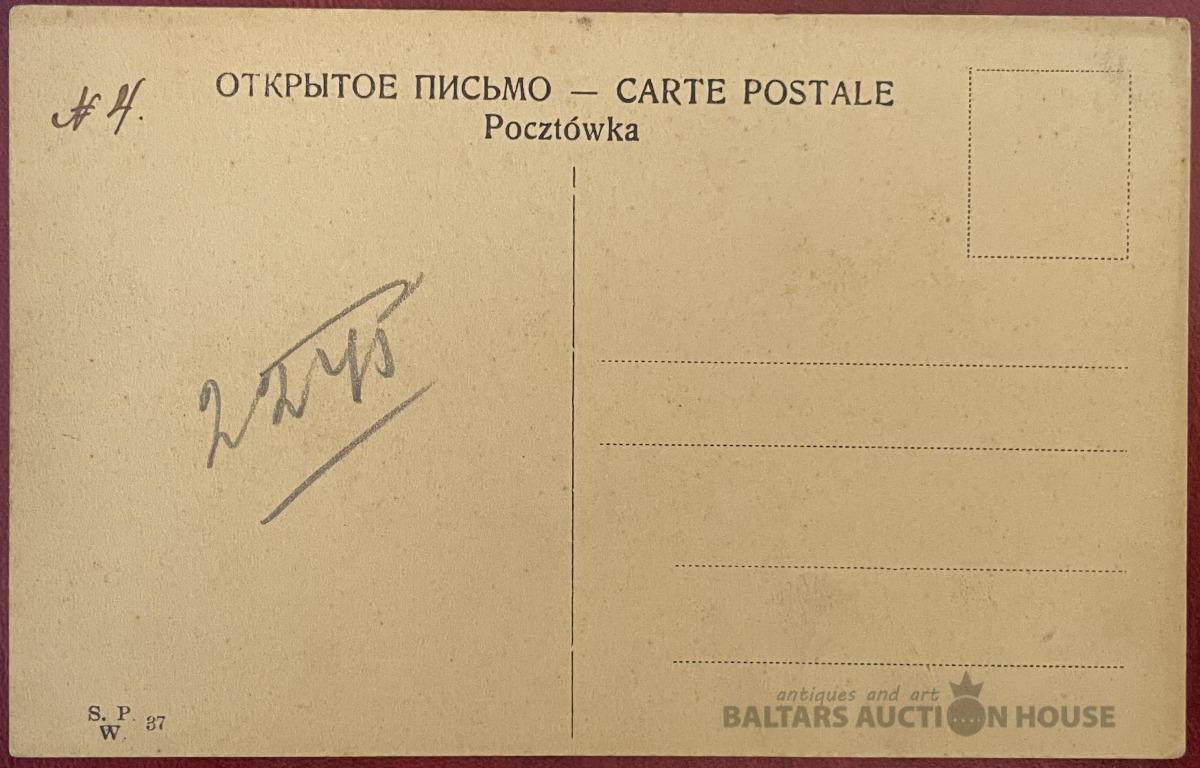 № 4.
ОТКРЫТОЕ ПИСЬМО — CARTE POSTALE
Pocztówka
2245
S. P.
W. 37
antiques and art
BALTARS AUCTION HOUSE